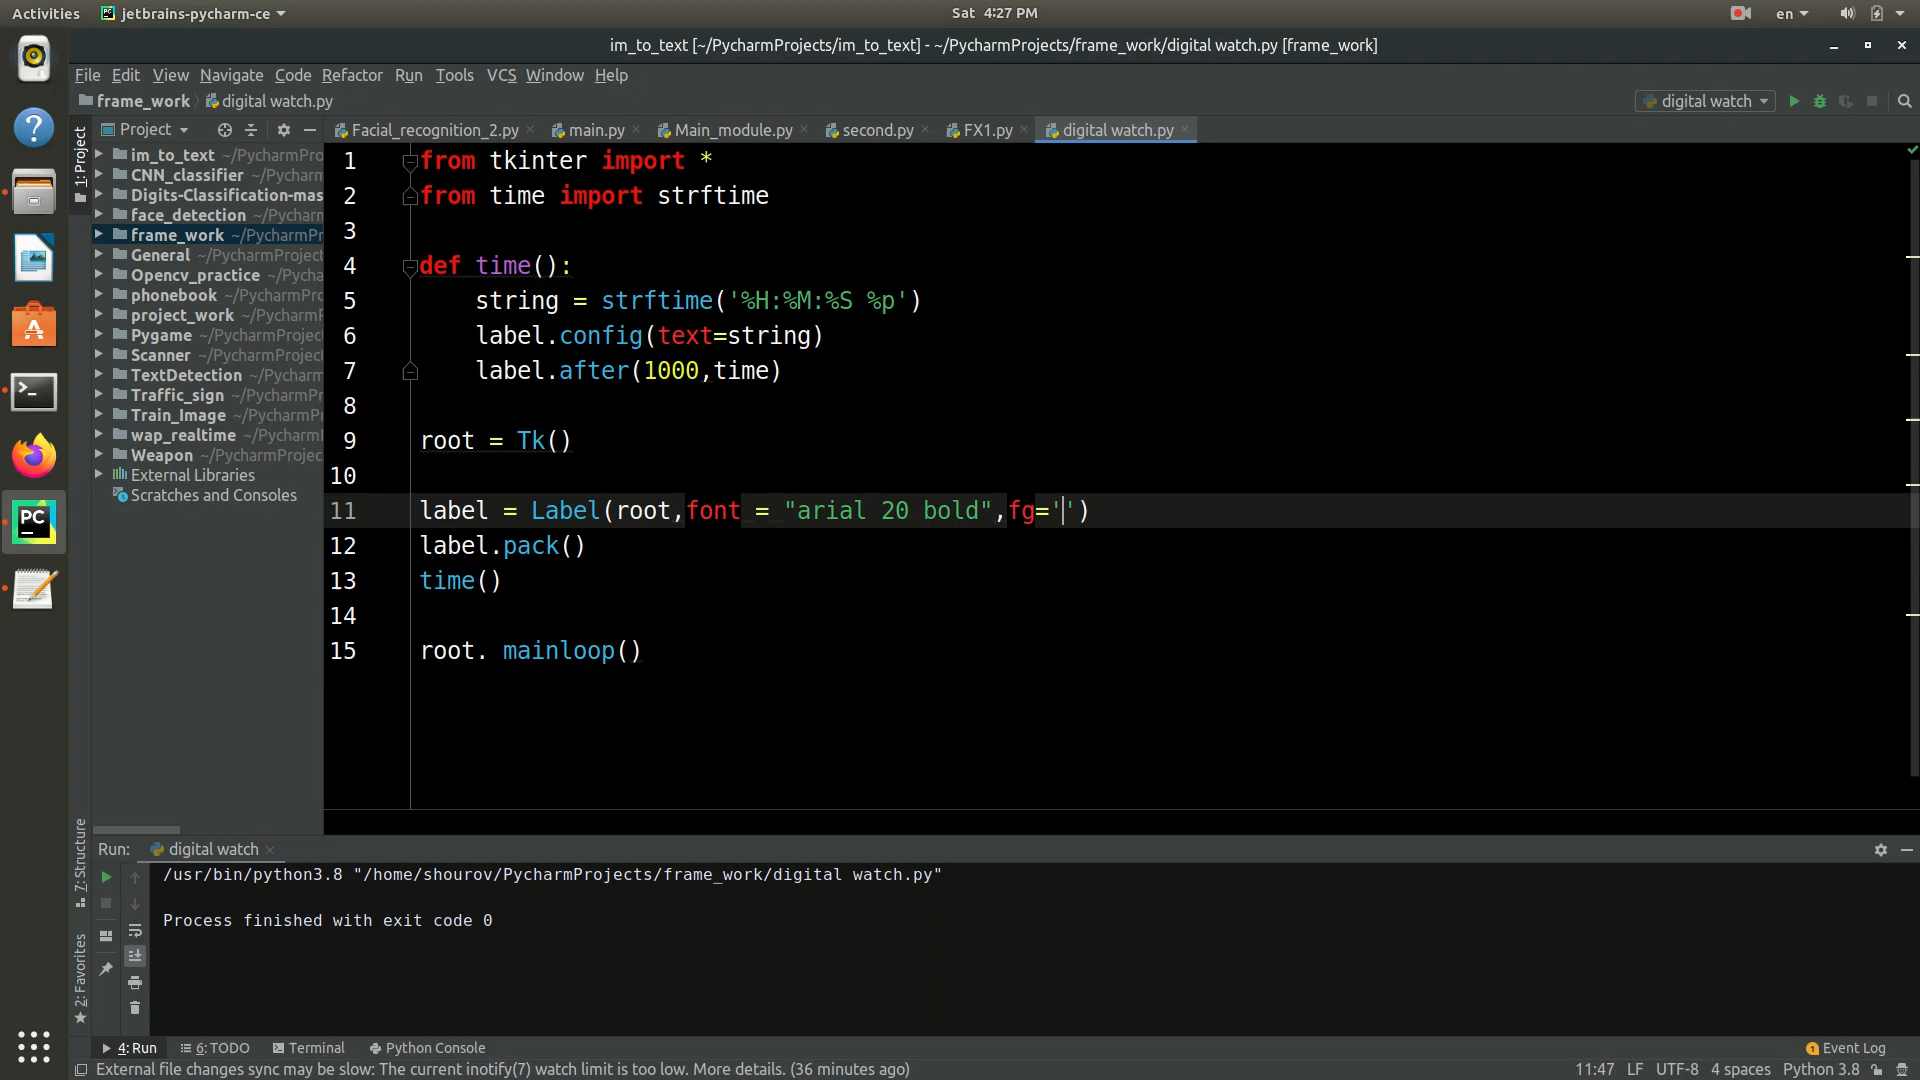 Activities jetbrains-pycharm-ce Sat 4:27 PM en
im_to_text [~/PycharmProjects/im_to_text] - ~/PycharmProjects/frame_work/digital watch.py [frame_work]
File Edit View Navigate Code Refactor Run Tools VCS Window Help
frame_work digital watch.py digital watch
Project Facial_recognition_2.py main.py Main_module.py second.py FX1.py digital watch.py
1: Project
im_to_text ~/PycharmPro
CNN_classifier ~/PycharmP
Digits-Classification-mas
face_detection ~/Pycharm
frame_work ~/PycharmPr
General ~/PycharmProject
Opencv_practice ~/Pycha
phonebook ~/PycharmPro
project_work ~/PycharmP
Pygame ~/PycharmProjec
Scanner ~/PycharmProjec
TextDetection ~/Pycharm
Traffic_sign ~/PycharmPr
Train_Image ~/PycharmP
wap_realtime ~/PycharmI
Weapon ~/PycharmProjec
External Libraries
Scratches and Consoles
1 from tkinter import *
2 from time import strftime
3
4 def time():
5 string = strftime('%H:%M:%S %p')
6 label.config(text=string)
7 label.after(1000,time)
8
9 root = Tk()
10
11 label = Label(root,font = "arial 20 bold",fg='')
12 label.pack()
13 time()
14
15 root. mainloop()
7: Structure
2: Favorites
Run: digital watch
/usr/bin/python3.8 "/home/shourov/PycharmProjects/frame_work/digital watch.py"
Process finished with exit code 0
4: Run 6: TODO Terminal Python Console 1 Event Log
External file changes sync may be slow: The current inotify(7) watch limit is too low. More details. (36 minutes ago) 11:47 LF UTF-8 4 spaces Python 3.8